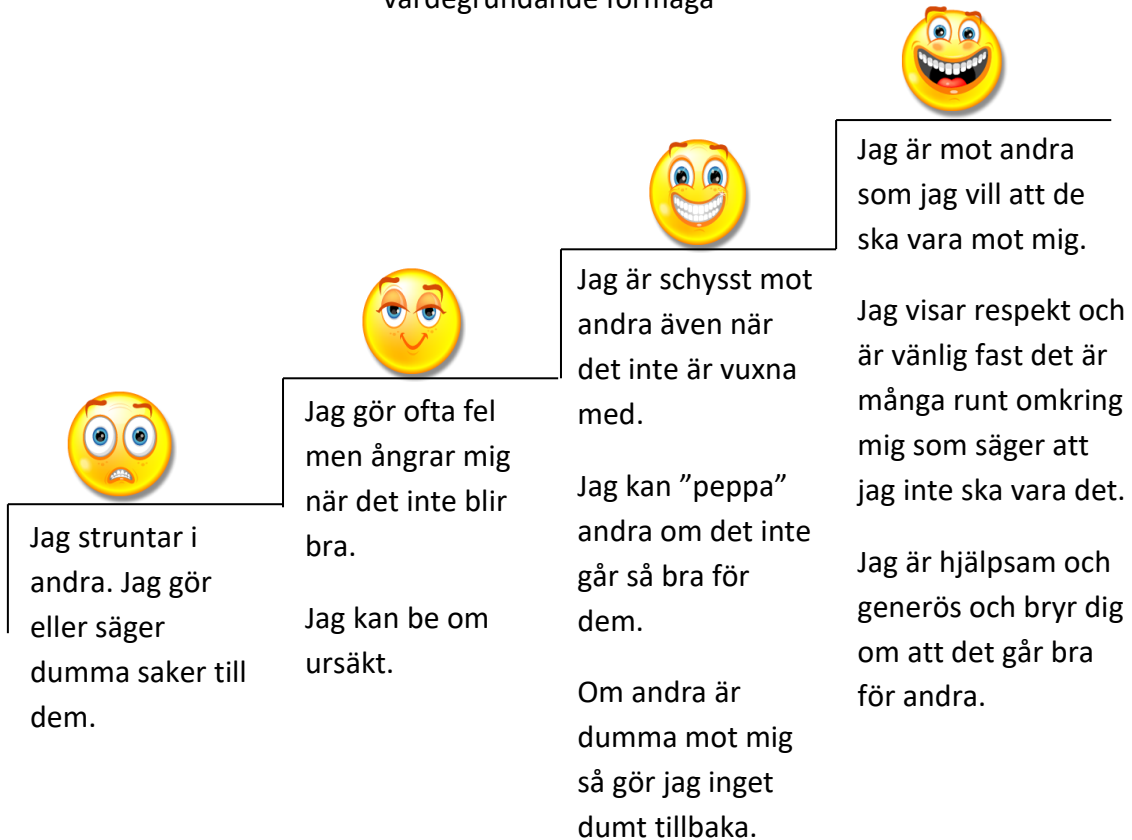 värdegrundande förmåga
Jag struntar i
andra. Jag gör
eller säger
dumma saker till
dem.
Jag gör ofta fel
men ångrar mig
när det inte blir
bra.
Jag kan be om
ursäkt.
Jag är schysst mot
andra även när
det inte är vuxna
med.
Jag kan ”peppa”
andra om det inte
går så bra för
dem.
Om andra är
dumma mot mig
så gör jag inget
dumt tillbaka.
Jag är mot andra
som jag vill att de
ska vara mot mig.
Jag visar respekt och
är vänlig fast det är
många runt omkring
mig som säger att
jag inte ska vara det.
Jag är hjälpsam och
generös och bryr dig
om att det går bra
för andra.